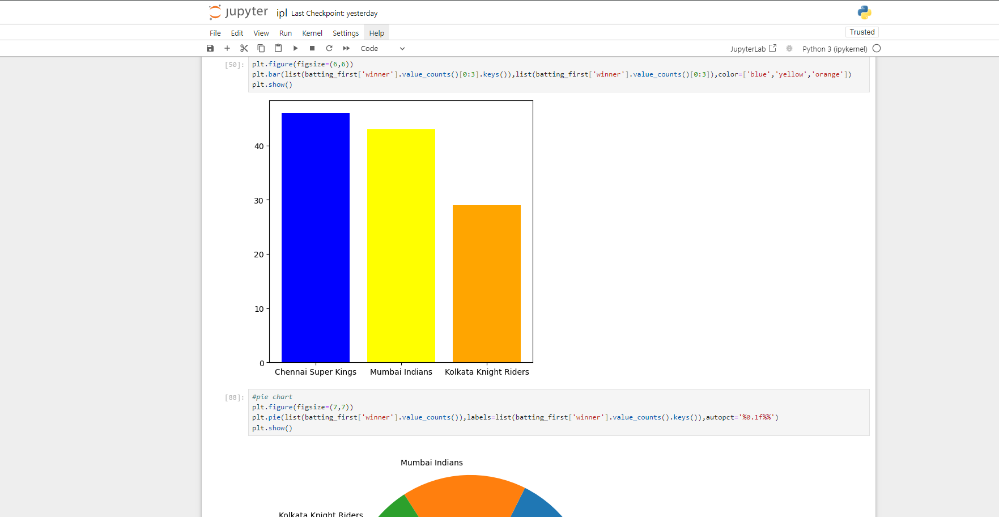 jupyter ipl Last Checkpoint: yesterday
File Edit View Run Kernel Settings Help Trusted
Code JupyterLab Python 3 (ipykernel)
[50]: plt.figure(figsize=(6,6))
plt.bar(list(batting_first['winner'].value_counts()[0:3].keys()),list(batting_first['winner'].value_counts()[0:3]),color=['blue','yellow','orange'])
plt.show()
40
30
20
10
0
Chennai Super Kings Mumbai Indians Kolkata Knight Riders
[88]: #pie chart
plt.figure(figsize=(7,7))
plt.pie(list(batting_first['winner'].value_counts()),labels=list(batting_first['winner'].value_counts().keys()),autopct='%0.1f%%')
plt.show()
Mumbai Indians
Kolkata Knight Riders